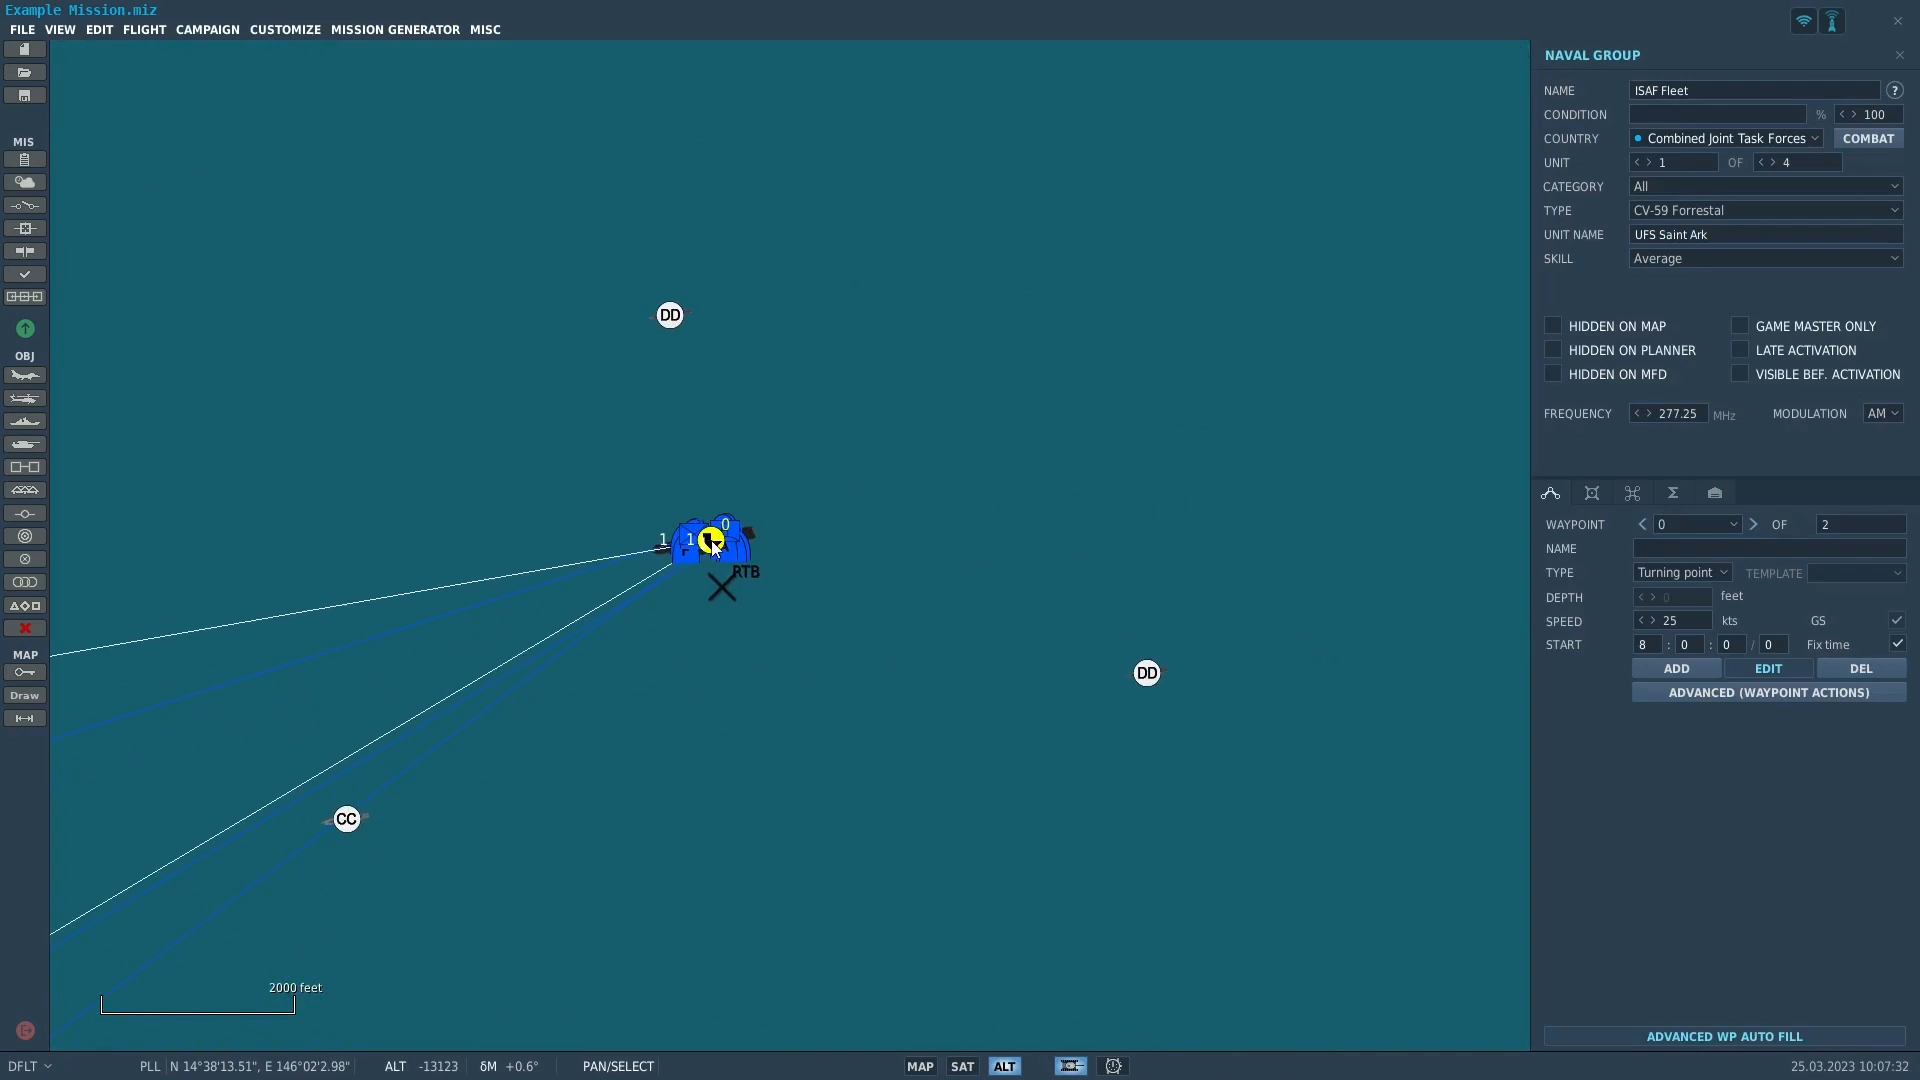 Example Mission.miz
FILE VIEW EDIT FLIGHT CAMPAIGN CUSTOMIZE MISSION GENERATOR MISC
MIS
OBJ
MAP
Draw
DD
1 1 0
RTB
DD
CC
2000 feet
NAVAL GROUP
NAME ISAF Fleet ?
CONDITION % < > 100
COUNTRY Combined Joint Task Forces COMBAT
UNIT < > 1 OF < > 4
CATEGORY All
TYPE CV-59 Forrestal
UNIT NAME UFS Saint Ark
SKILL Average
HIDDEN ON MAP GAME MASTER ONLY
HIDDEN ON PLANNER LATE ACTIVATION
HIDDEN ON MFD VISIBLE BEF. ACTIVATION
FREQUENCY < > 277.25 MHz MODULATION AM
WAYPOINT < 0 > OF 2
NAME
TYPE Turning point TEMPLATE
DEPTH < > 0 feet
SPEED < > 25 kts GS
START 8 : 0 : 0 / 0 Fix time
ADD EDIT DEL
ADVANCED (WAYPOINT ACTIONS)
ADVANCED WP AUTO FILL
DFLT PLL N 14°38'13.51", E 146°02'2.98" ALT -13123 δM +0.6° PAN/SELECT MAP SAT ALT 25.03.2023 10:07:32